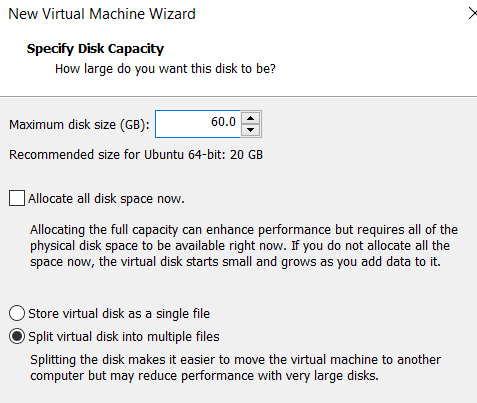 New Virtual Machine Wizard
Specify Disk Capacity
How large do you want this disk to be?
Maximum disk size (GB): 60.0
Recommended size for Ubuntu 64-bit: 20 GB
Allocate all disk space now.
Allocating the full capacity can enhance performance but requires all of the
physical disk space to be available right now. If you do not allocate all the
space now, the virtual disk starts small and grows as you add data to it.
Store virtual disk as a single file
Split virtual disk into multiple files
Splitting the disk makes it easier to move the virtual machine to another
computer but may reduce performance with very large disks.